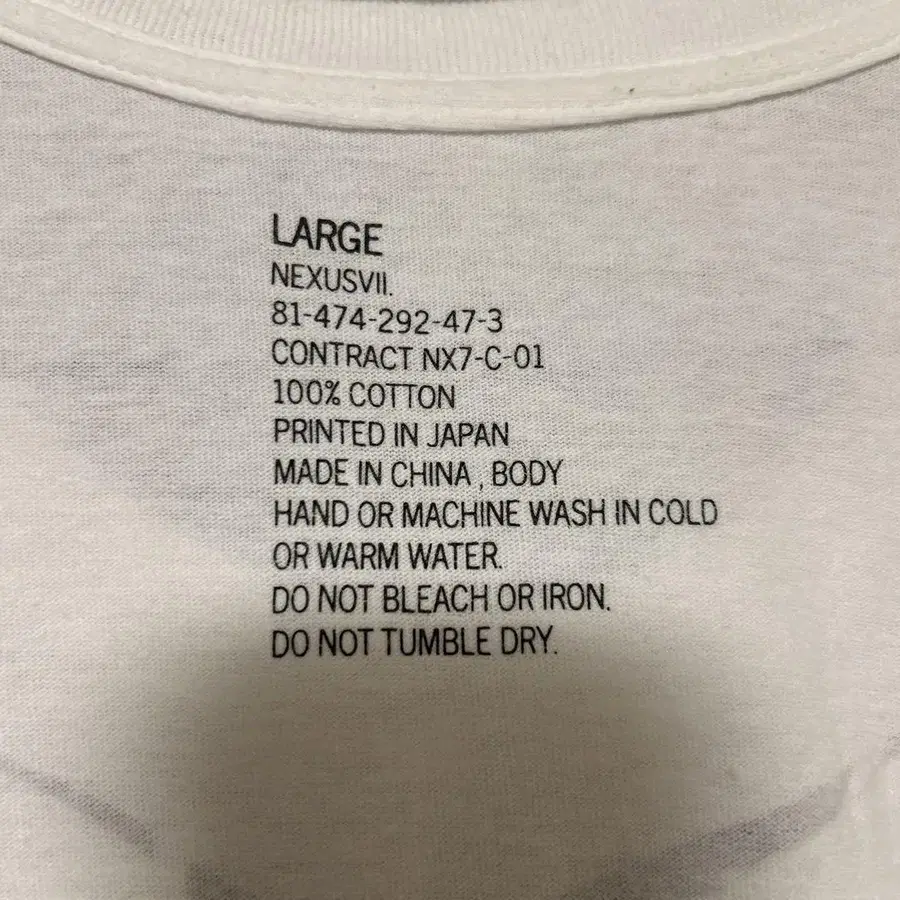 LARGE
NEXUSVII.
81-474-292-47-3
CONTRACT NX7-C-01
100% COTTON
PRINTED IN JAPAN
MADE IN CHINA , BODY
HAND OR MACHINE WASH IN COLD
OR WARM WATER.
DO NOT BLEACH OR IRON.
DO NOT TUMBLE DRY.